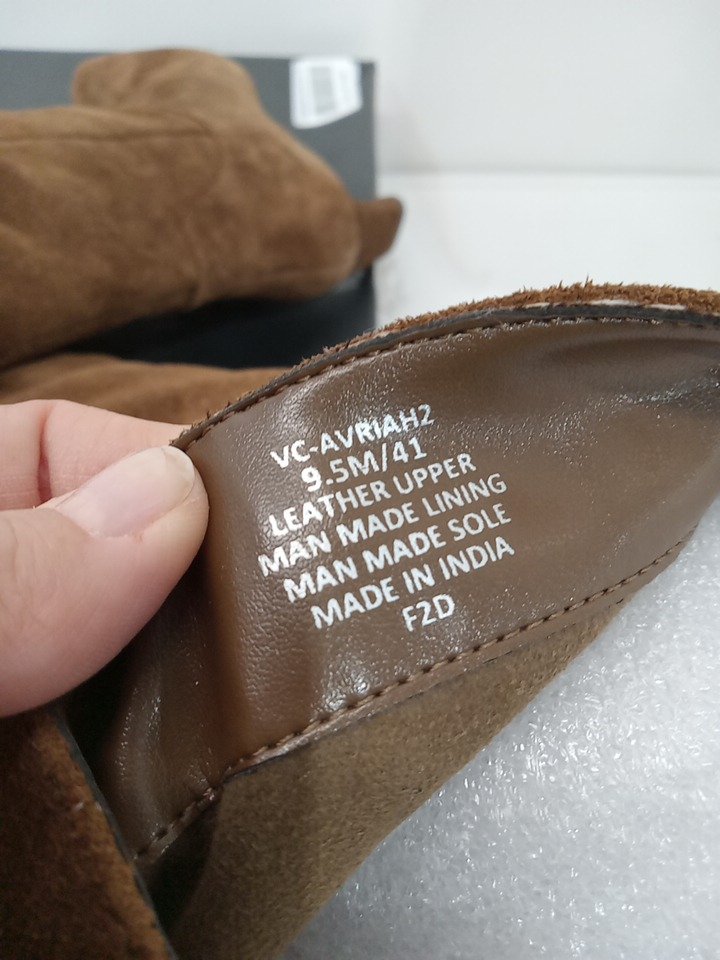 VC-AVRIAH2
9.5M/41
LEATHER UPPER
MAN MADE LINING
MAN MADE SOLE
MADE IN INDIA
F2D